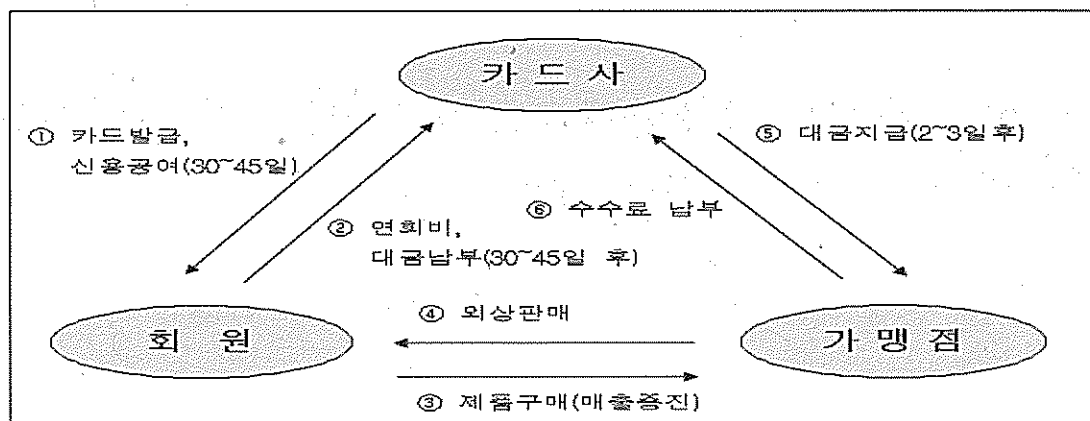 카 드 사
① 카드발급,
신용공여(30~45일)
⑤ 대금지급(2~3일후)
⑥ 수수료 납부
② 연회비,
대금납부(30~45일 후)
④ 외상판매
회 원
가 맹 점
③ 제품구매(매출증진)